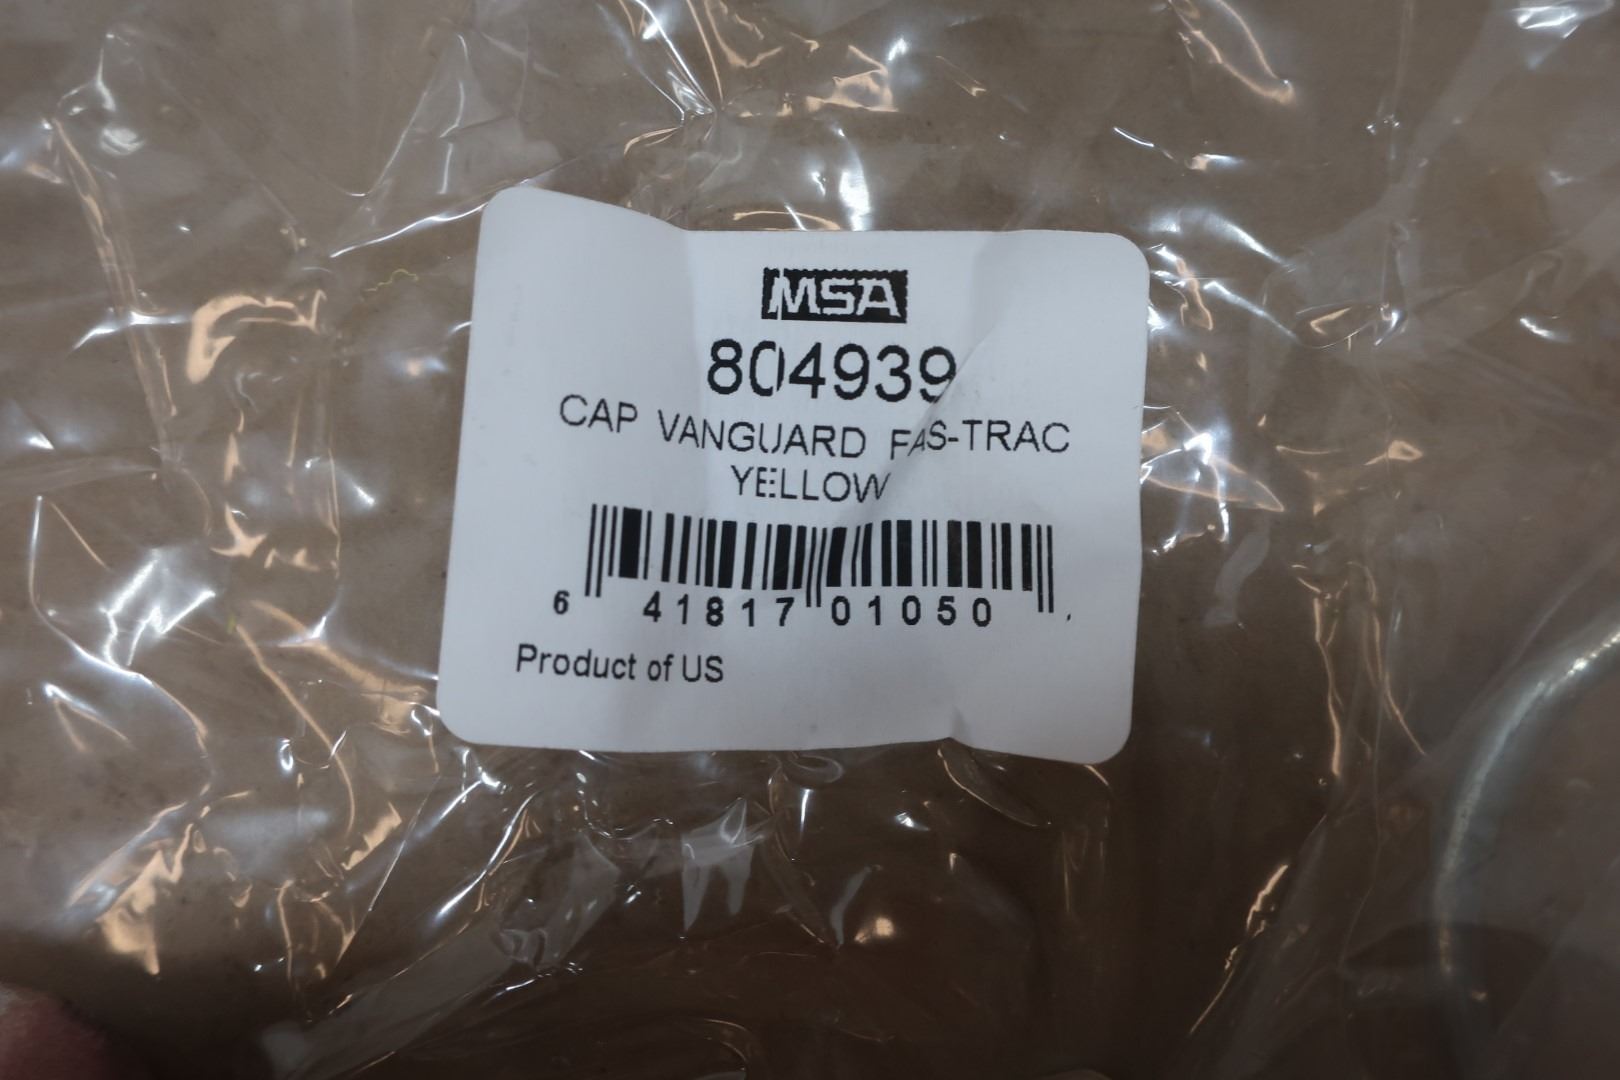 MSA
804939
CAP VANGUARD FAS-TRAC
YELLOW
6 41817 01050
Product of US